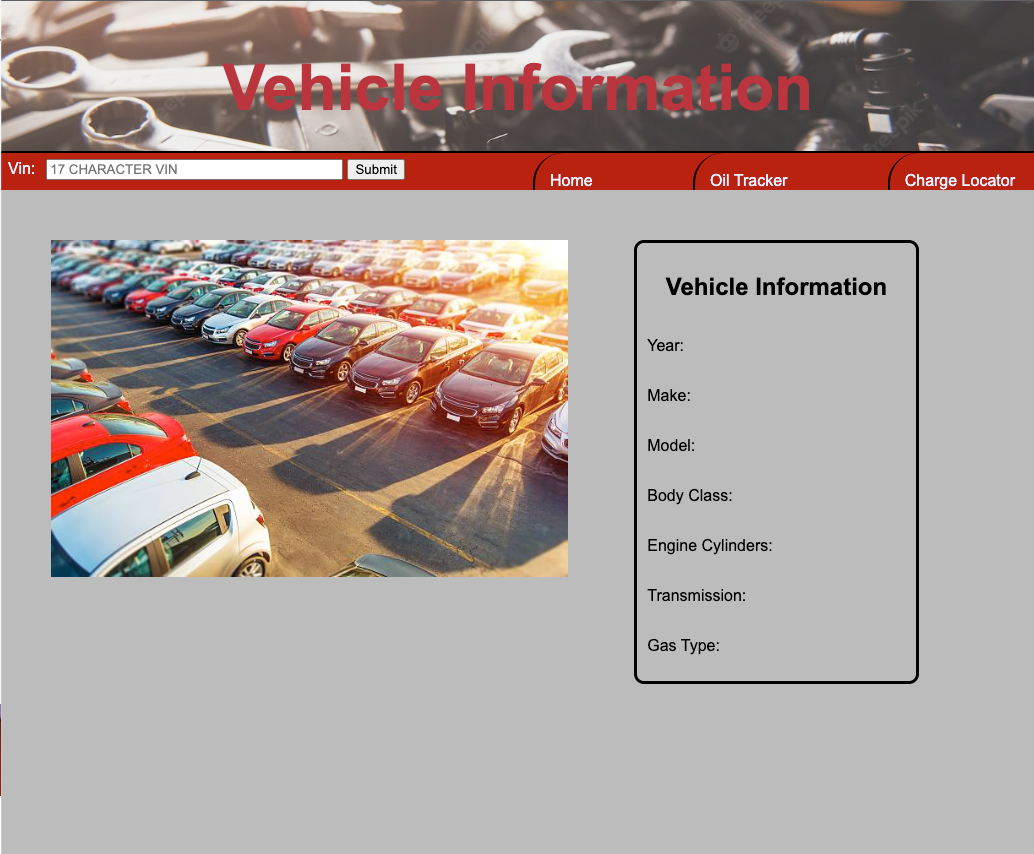 Vehicle Information
Vin: 17 CHARACTER VIN Submit
Home Oil Tracker Charge Locator
Vehicle Information
Year:
Make:
Model:
Body Class:
Engine Cylinders:
Transmission:
Gas Type: